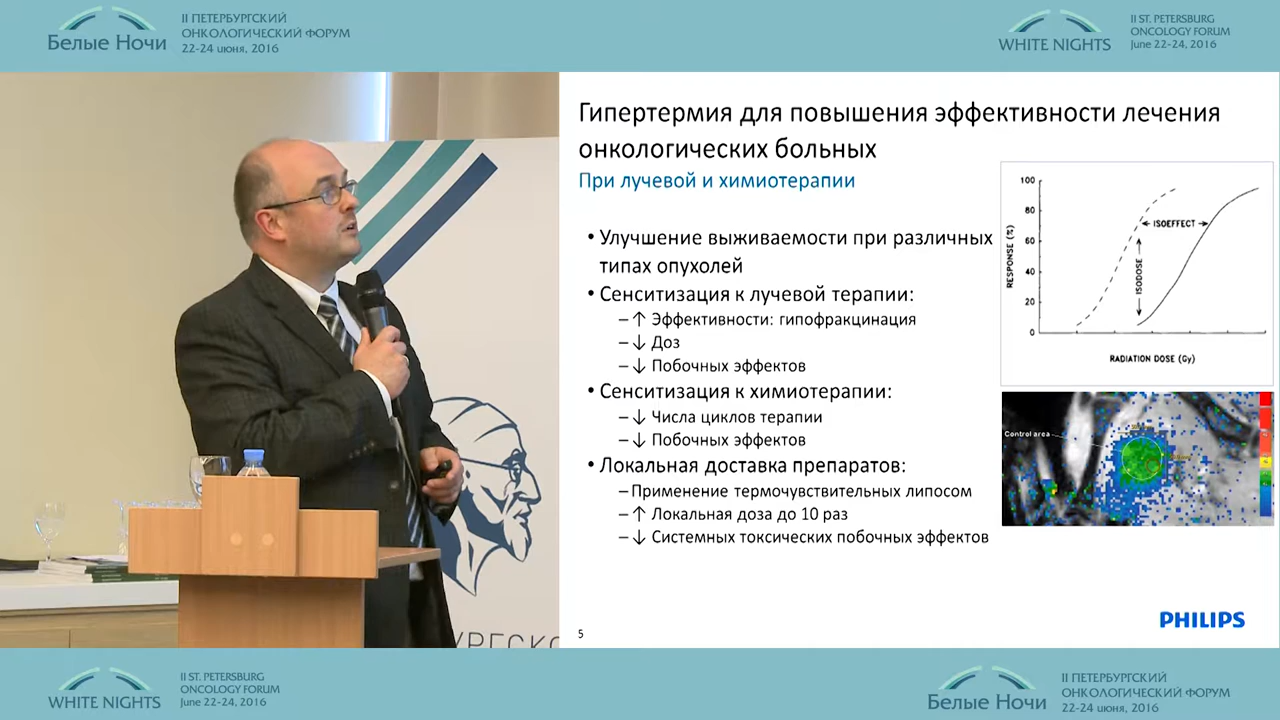 Белые Ночи
II ПЕТЕРБУРГСКИЙ
ОНКОЛОГИЧЕСКИЙ ФОРУМ
22-24 июня, 2016
WHITE NIGHTS
II ST. PETERSBURG
ONCOLOGY FORUM
June 22-24, 2016
Гипертермия для повышения эффективности лечения
онкологических больных
При лучевой и химиотерапии
• Улучшение выживаемости при различных
типах опухолей
• Сенситизация к лучевой терапии:
– ↑ Эффективности: гипофракцинация
– ↓ Доз
– ↓ Побочных эффектов
• Сенситизация к химиотерапии:
– ↓ Числа циклов терапии
– ↓ Побочных эффектов
• Локальная доставка препаратов:
– Применение термочувствительных липосом
– ↑ Локальная доза до 10 раз
– ↓ Системных токсических побочных эффектов
RESPONSE (%)
100
80
60
40
20
0
ISOEFFECT
ISODOSE
RADIATION DOSE (Gy)
Control area
PHILIPS
5
УРГСКО
WHITE NIGHTS
II ST. PETERSBURG
ONCOLOGY FORUM
June 22-24, 2016
Белые Ночи
II ПЕТЕРБУРГСКИЙ
ОНКОЛОГИЧЕСКИЙ ФОРУМ
22-24 июня, 2016